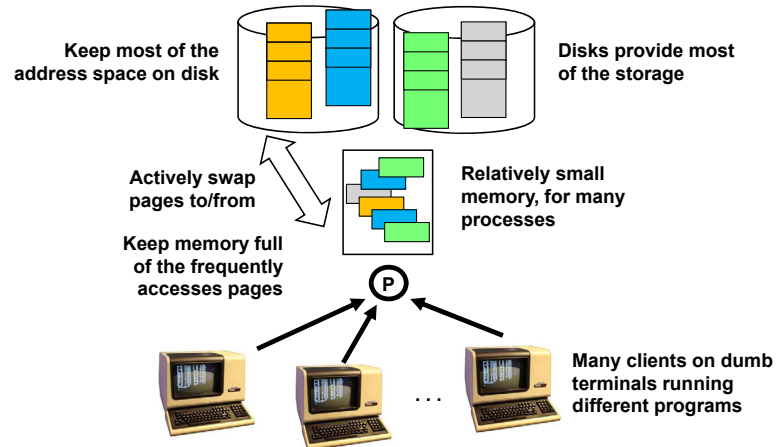 Keep most of the
address space on disk
Disks provide most
of the storage
Actively swap
pages to/from
Relatively small
memory, for many
processes
Keep memory full
of the frequently
accesses pages
P
. . .
Many clients on dumb
terminals running
different programs